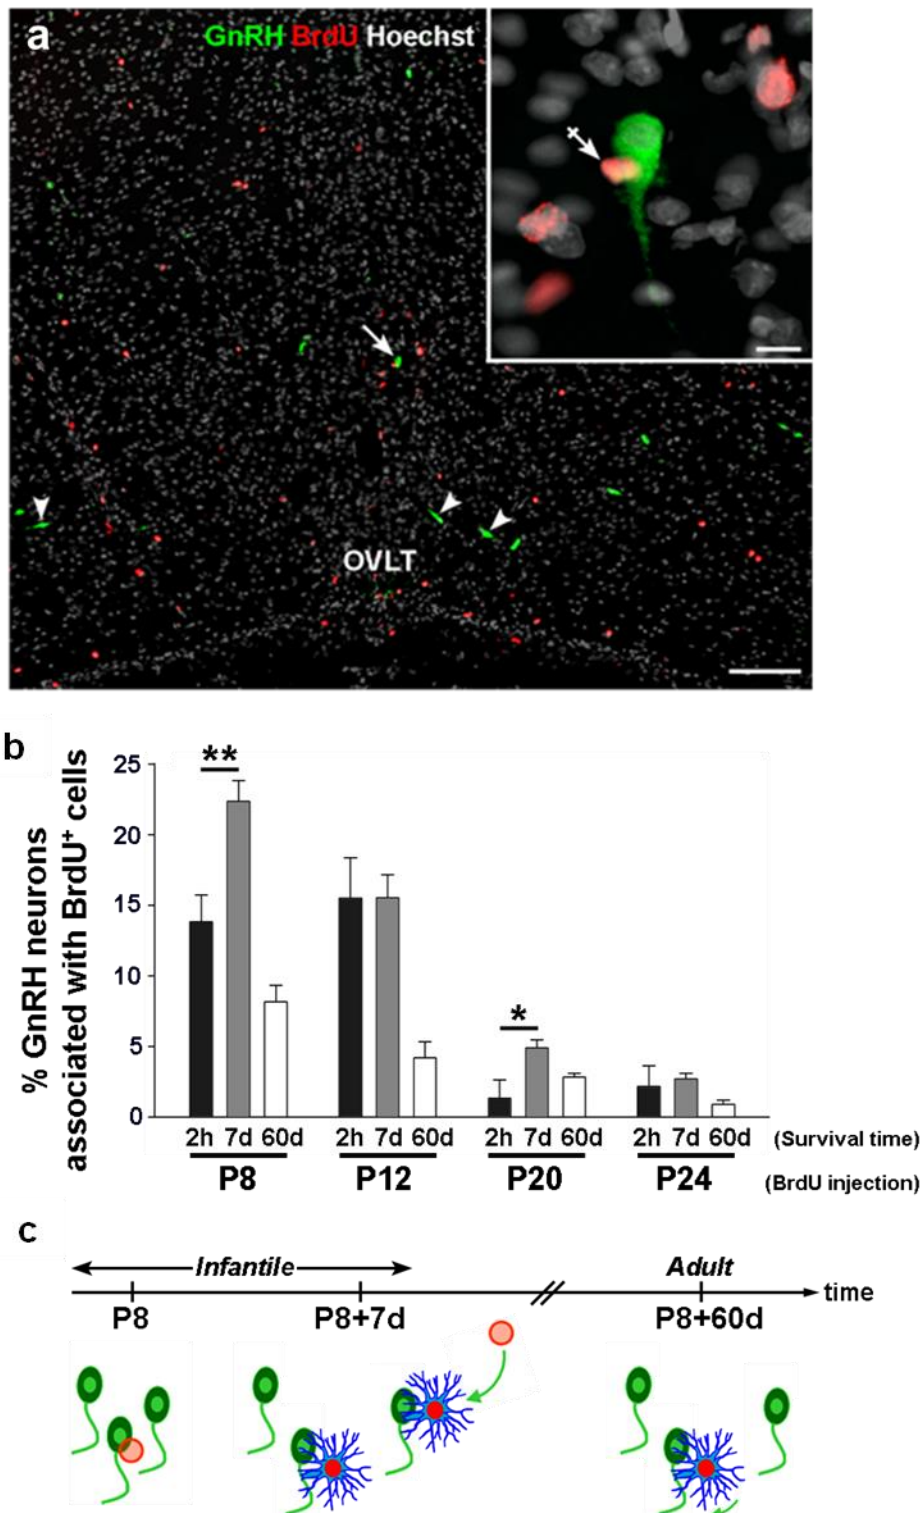 a
GnRH BrdU Hoechst
OVLT
b
% GnRH neurons
associated with BrdU⁺ cells
25
20
15
10
5
0
**
*
2h 7d 60d 2h 7d 60d 2h 7d 60d 2h 7d 60d (Survival time)
P8 P12 P20 P24 (BrdU injection)
c
Infantile Adult
time
P8 P8+7d P8+60d